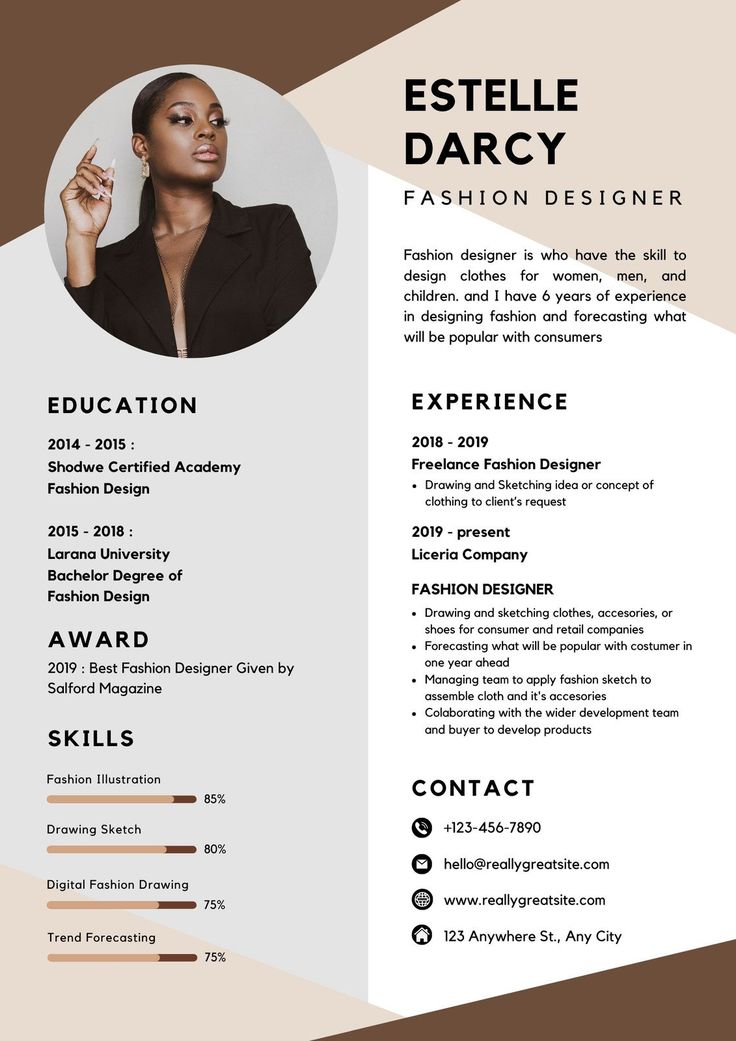 ESTELLE
DARCY
FASHION DESIGNER
Fashion designer is who have the skill to
design clothes for women, men, and
children. and I have 6 years of experience
in designing fashion and forecasting what
will be popular with consumers
EDUCATION
2014 - 2015 :
Shodwe Certified Academy
Fashion Design
2015 - 2018 :
Larana University
Bachelor Degree of
Fashion Design
AWARD
2019 : Best Fashion Designer Given by
Salford Magazine
SKILLS
Fashion Illustration
85%
Drawing Sketch
80%
Digital Fashion Drawing
75%
Trend Forecasting
75%
EXPERIENCE
2018 - 2019
Freelance Fashion Designer
• Drawing and Sketching idea or concept of
clothing to client's request
2019 - present
Liceria Company
FASHION DESIGNER
• Drawing and sketching clothes, accesories, or
shoes for consumer and retail companies
• Forecasting what will be popular with costumer in
one year ahead
• Managing team to apply fashion sketch to
assemble cloth and it's accesories
• Colaborating with the wider development team
and buyer to develop products
CONTACT
+123-456-7890
hello@reallygreatsite.com
www.reallygreatsite.com
123 Anywhere St., Any City